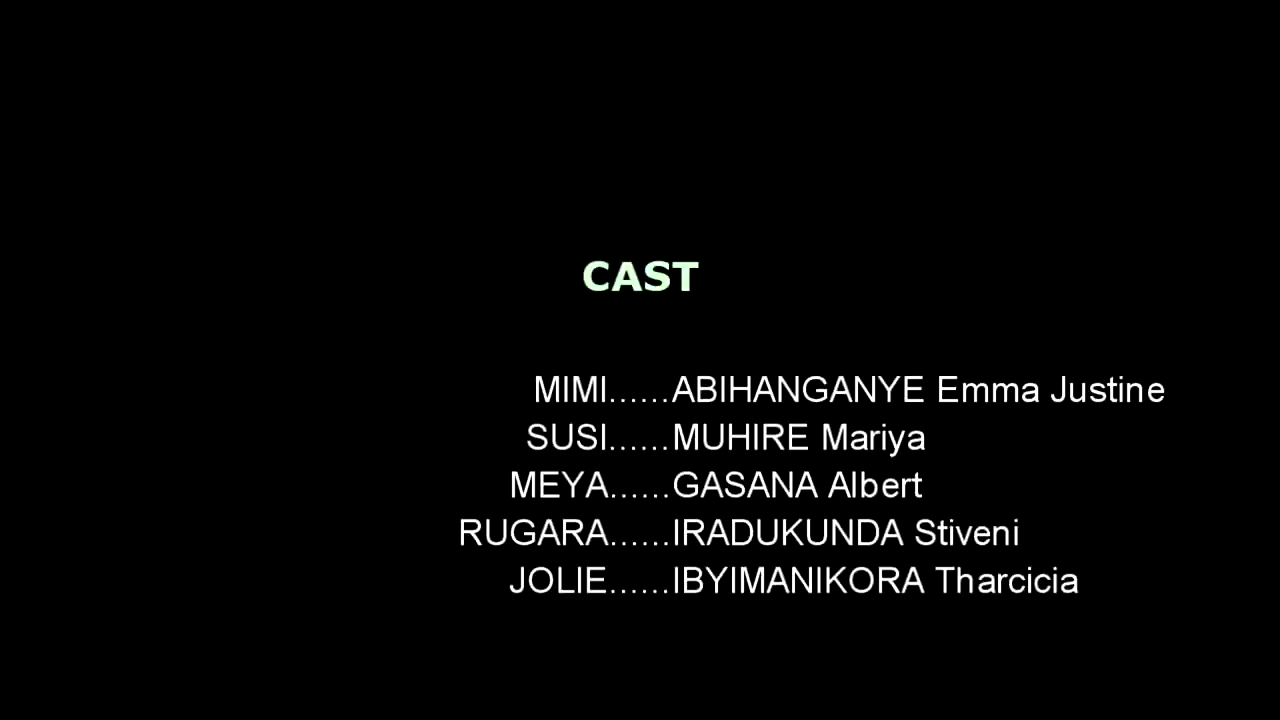 CAST
MIMI......ABIHANGANYE Emma Justine
SUSI......MUHIRE Mariya
MEYA......GASANA Albert
RUGARA......IRADUKUNDA Stiveni
JOLIE......IBYIMANIKORA Tharcicia